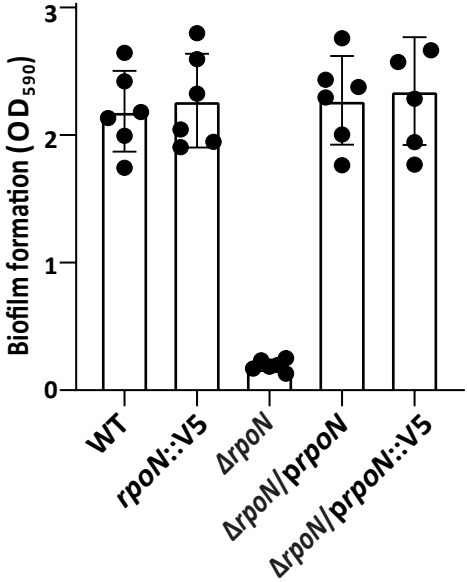 Biofilm formation (OD₅₉₀)
3
2
1
0
WT
rpoN::V5
ΔrpoN
ΔrpoN/prpoN
ΔrpoN/prpoN::V5